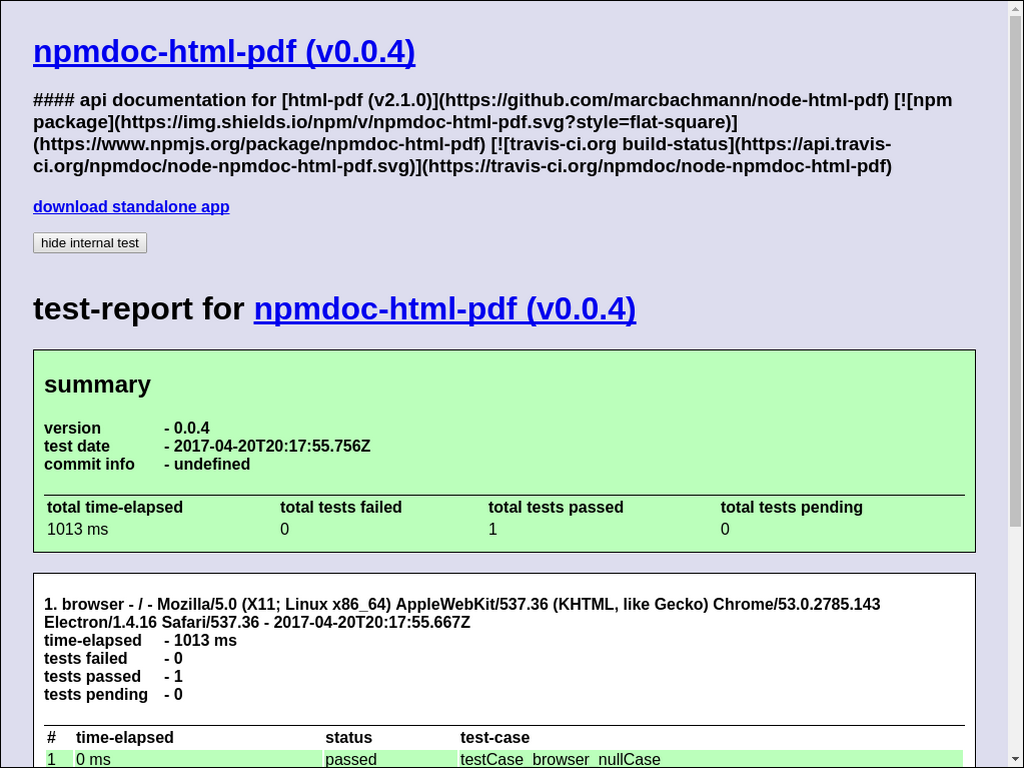 npmdoc-html-pdf (v0.0.4)
#### api documentation for [html-pdf (v2.1.0)](https://github.com/marcbachmann/node-html-pdf) [![npm
package](https://img.shields.io/npm/v/npmdoc-html-pdf.svg?style=flat-square)]
(https://www.npmjs.org/package/npmdoc-html-pdf) [![travis-ci.org build-status](https://api.travis-
ci.org/npmdoc/node-npmdoc-html-pdf.svg)](https://travis-ci.org/npmdoc/node-npmdoc-html-pdf)
download standalone app
hide internal test
test-report for npmdoc-html-pdf (v0.0.4)
summary
version - 0.0.4
test date - 2017-04-20T20:17:55.756Z
commit info - undefined
total time-elapsed total tests failed total tests passed total tests pending
1013 ms 0 1 0
1. browser - / - Mozilla/5.0 (X11; Linux x86_64) AppleWebKit/537.36 (KHTML, like Gecko) Chrome/53.0.2785.143
Electron/1.4.16 Safari/537.36 - 2017-04-20T20:17:55.667Z
time-elapsed - 1013 ms
tests failed - 0
tests passed - 1
tests pending - 0
# time-elapsed status test-case
1 0 ms passed testCase_browser_nullCase